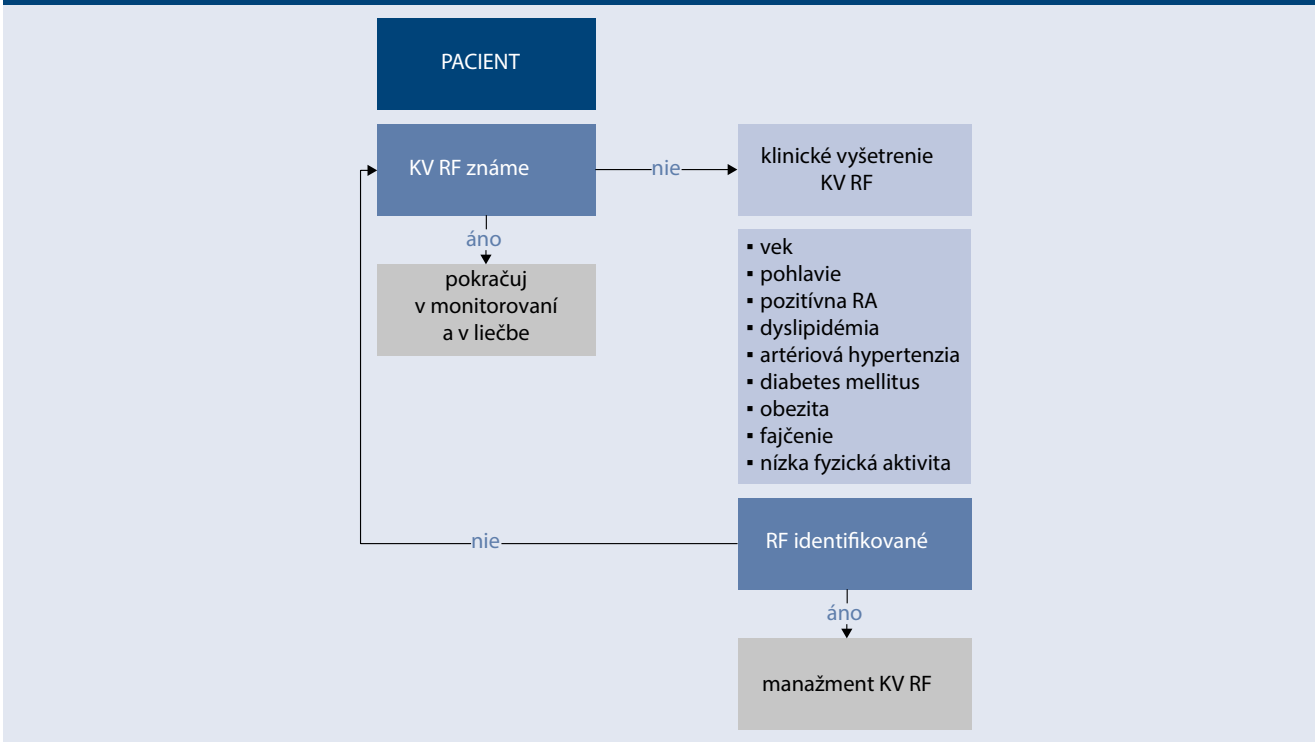 PACIENT
KV RF známe
nie
klinické vyšetrenie
KV RF
áno
pokračuj
v monitorovaní
a v liečbe
▪ vek
▪ pohlavie
▪ pozitívna RA
▪ dyslipidémia
▪ artériová hypertenzia
▪ diabetes mellitus
▪ obezita
▪ fajčenie
▪ nízka fyzická aktivita
RF identifikované
nie
áno
manažment KV RF